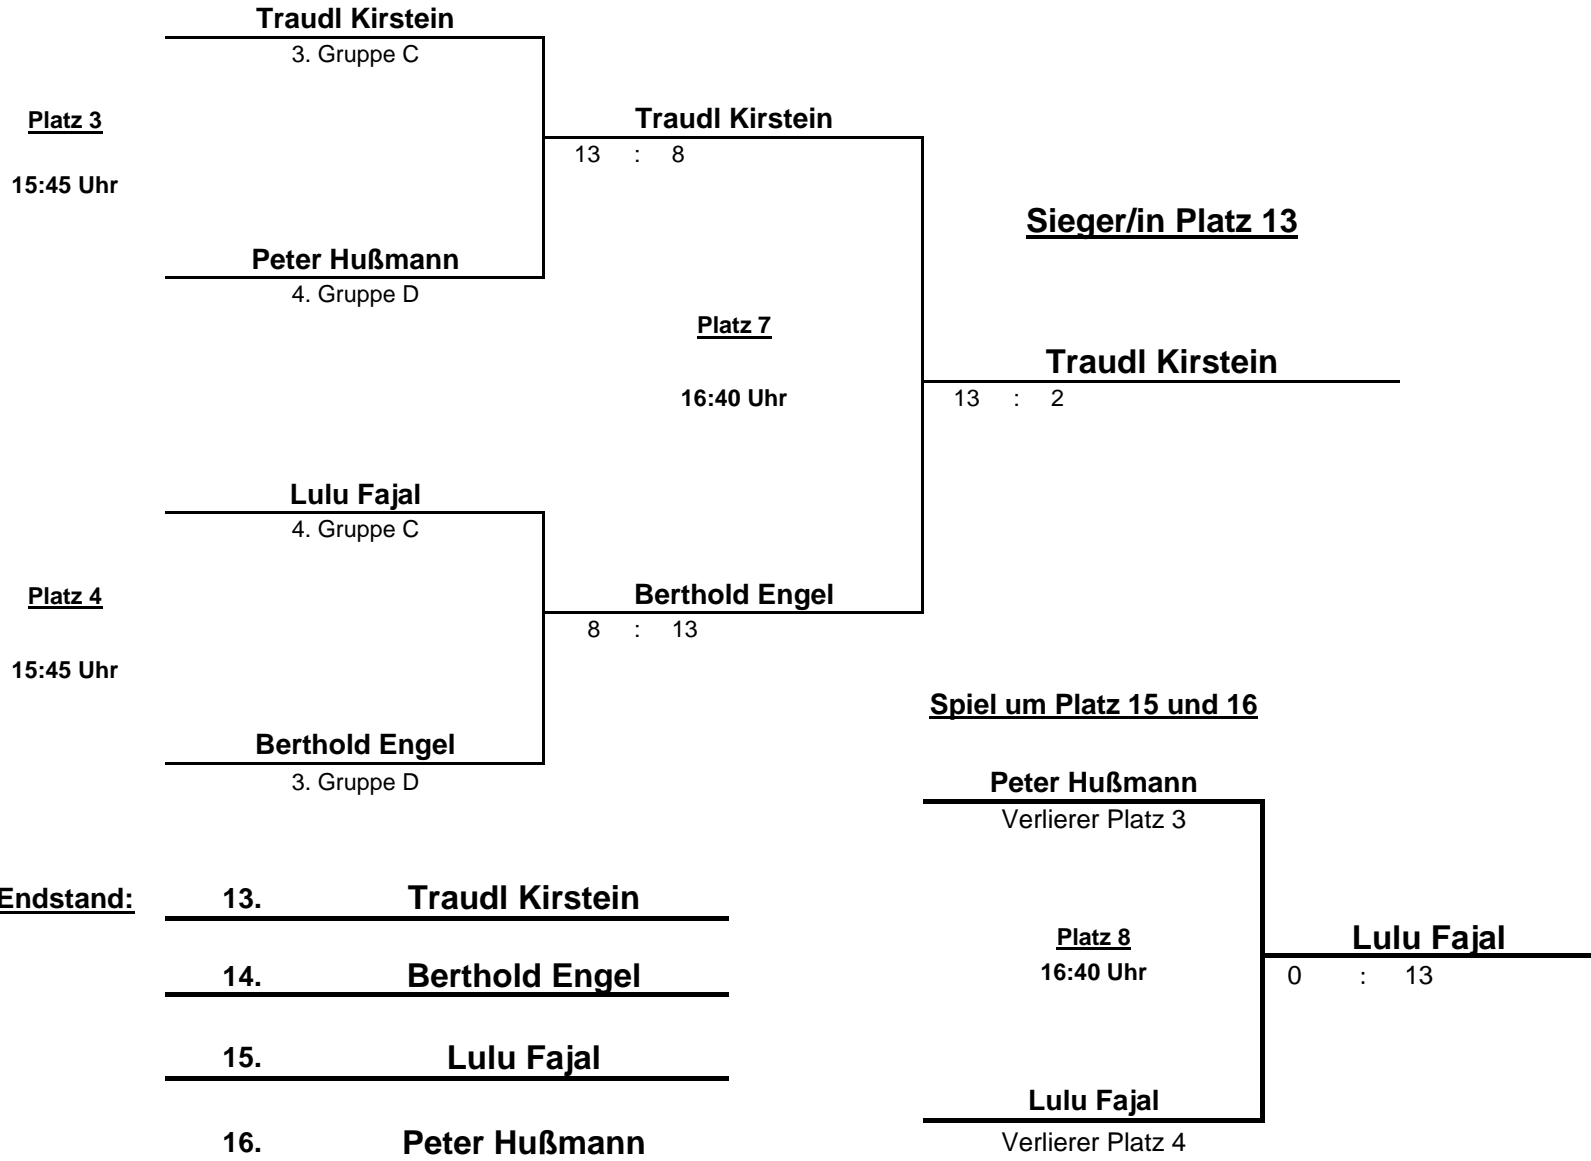 Traudl Kirstein
3. Gruppe C
Platz 3
Traudl Kirstein
13 : 8
15:45 Uhr
Sieger/in Platz 13
Peter Hußmann
4. Gruppe D
Platz 7
Traudl Kirstein
16:40 Uhr
13 : 2
Lulu Fajal
4. Gruppe C
Platz 4
Berthold Engel
8 : 13
15:45 Uhr
Spiel um Platz 15 und 16
Berthold Engel
3. Gruppe D
Peter Hußmann
Verlierer Platz 3
Endstand: 13. Traudl Kirstein
Platz 8
Lulu Fajal
14. Berthold Engel
16:40 Uhr
0 : 13
15. Lulu Fajal
Lulu Fajal
16. Peter Hußmann
Verlierer Platz 4